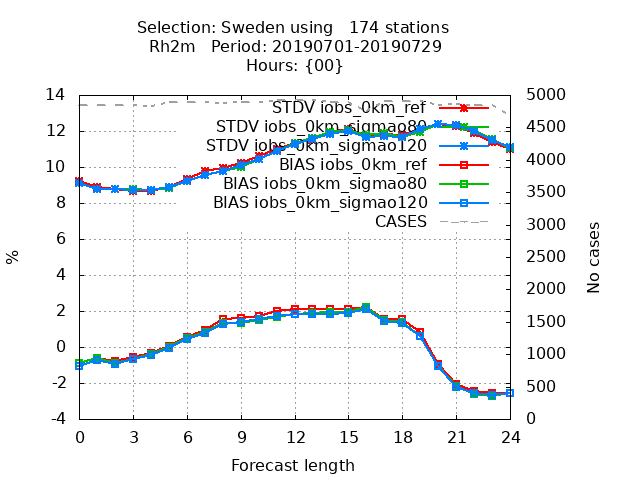 Selection: Sweden using   174 stations
Rh2m   Period: 20190701-20190729
Hours: {00}
14
12
10
8
6
4
2
0
-2
-4
%
5000
4500
4000
3500
3000
2500
2000
1500
1000
500
0
No cases
STDV iobs_0km_ref
STDV iobs_0km_sigmao80
STDV iobs_0km_sigmao120
BIAS iobs_0km_ref
BIAS iobs_0km_sigmao80
BIAS iobs_0km_sigmao120
CASES
0 3 6 9 12 15 18 21 24
Forecast length